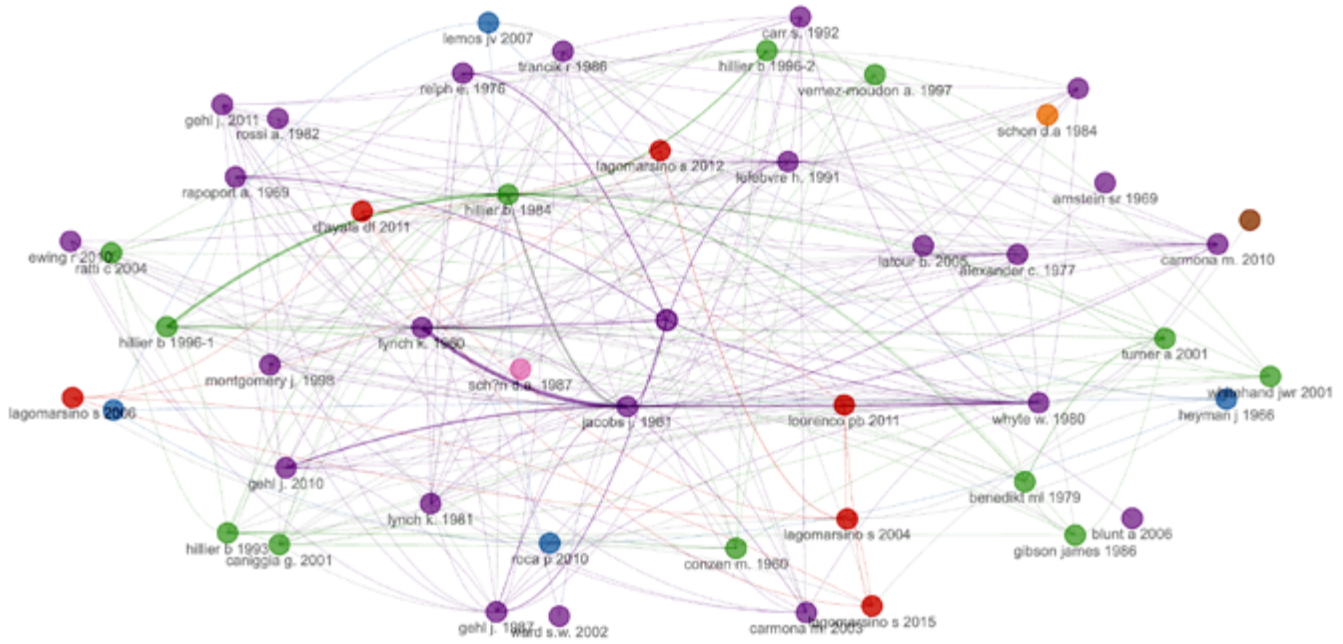 carr s. 1992
lemos jv 2007
trancik r 1986
hillier b 1996-2
relph e. 1976
vernez-moudon a. 1997
gehl j. 2011
rossi a. 1982
schon d.a 1984
lagomarsino s 2012
lefebvre h. 1991
rapoport a. 1969
arnstein sr 1969
hillier b. 1984
d'ayala df 2011
ewing r 2010
ratti c 2004
latour b. 2005
alexander c. 1977
carmona m. 2010
hillier b 1996-1
lynch k. 1960
turner a 2001
montgomery j. 1998
sch?n d.a. 1987
whitehand jwr 2001
lagomarsino s 2006
jacobs j. 1961
lourenco pb 2011
whyte w. 1980
heyman j 1966
gehl j. 2010
benedikt ml 1979
lynch k. 1981
lagomarsino s 2004
blunt a 2006
hillier b 1993
caniggia g. 2001
roca p 2010
conzen m. 1960
gibson james 1986
gehl j. 1987
ward s.w. 2002
carmona m. 2003
lagomarsino s 2015